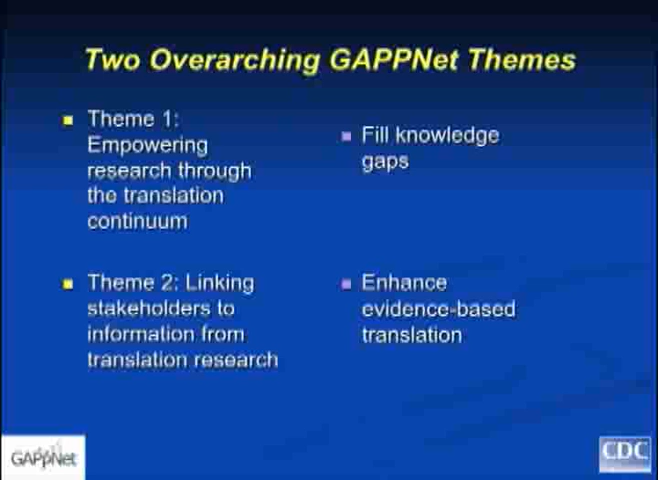 Two Overarching GAPPNet Themes
Theme 1:
Empowering
research through
the translation
continuum
Fill knowledge
gaps
Theme 2: Linking
stakeholders to
information from
translation research
Enhance
evidence-based
translation
GAPPNet
CDC